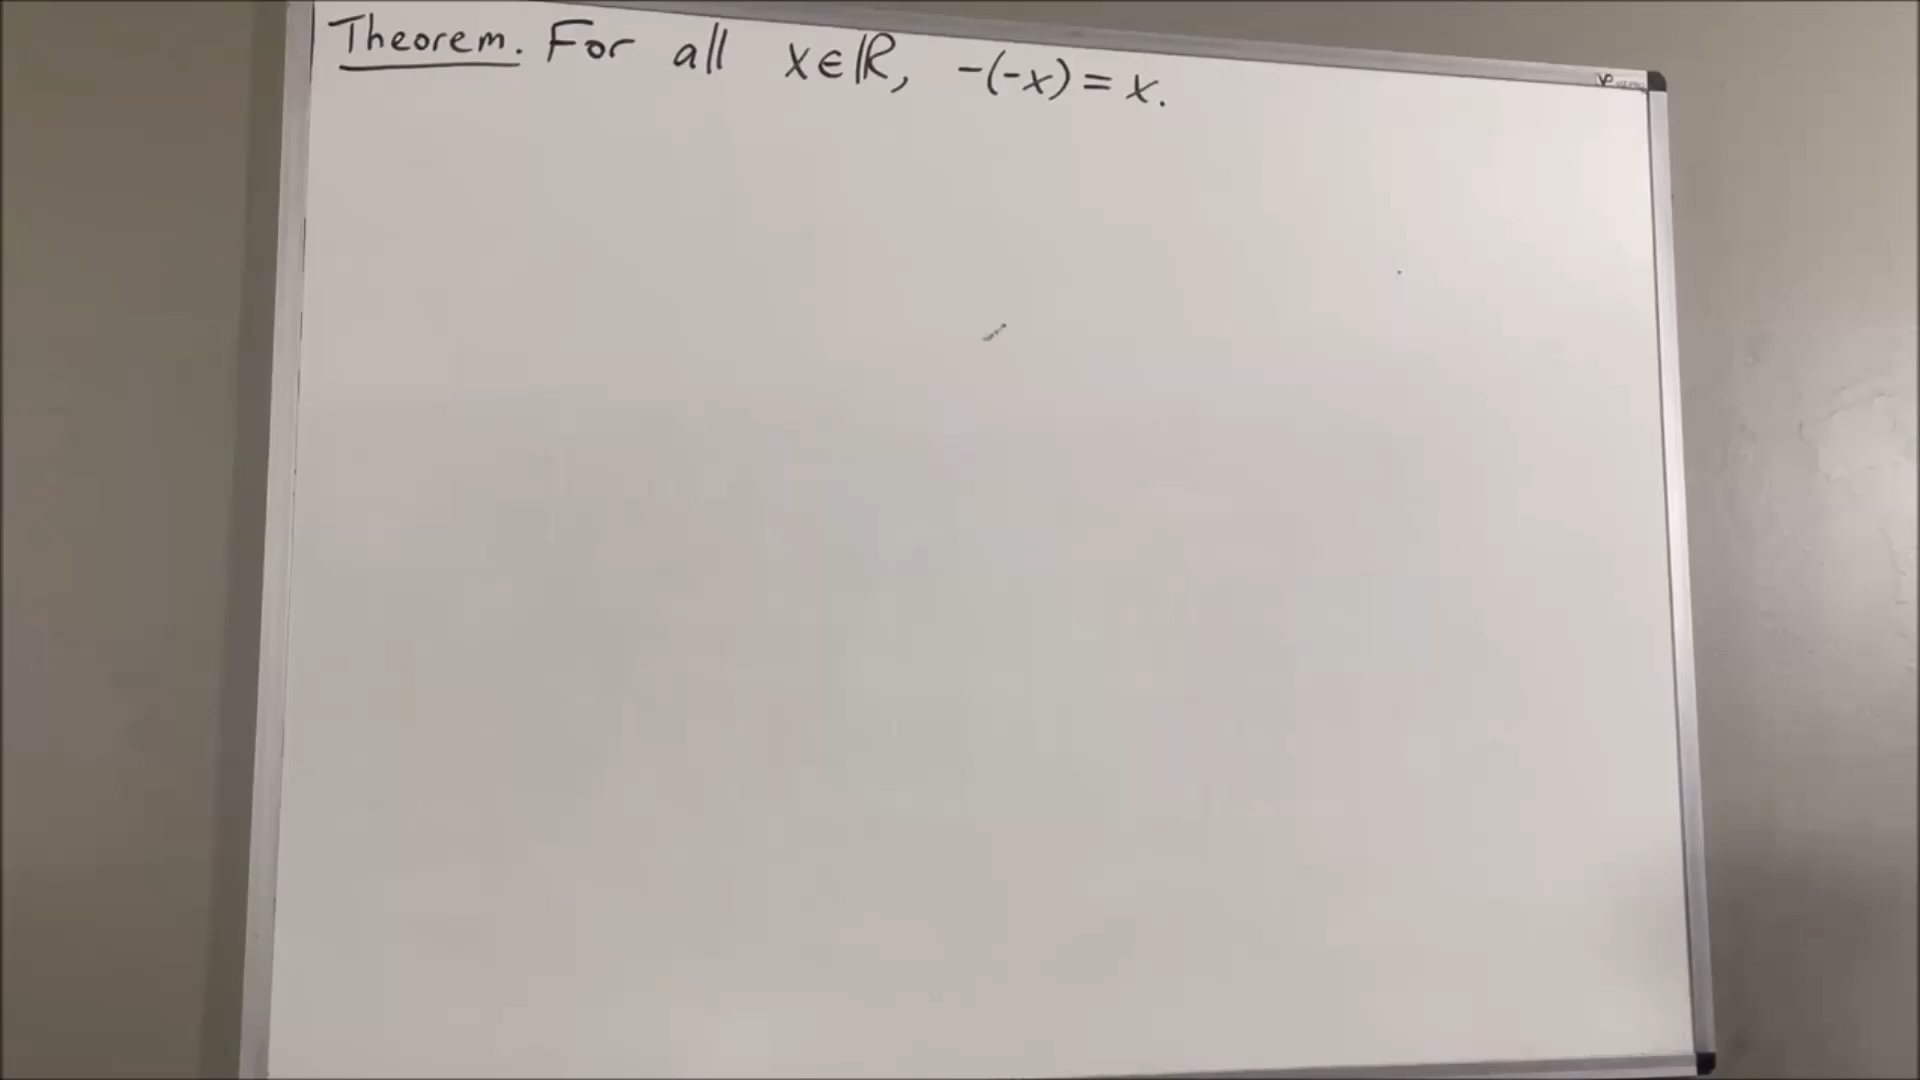 Theorem. For all x∈ℝ, -(-x) = x.